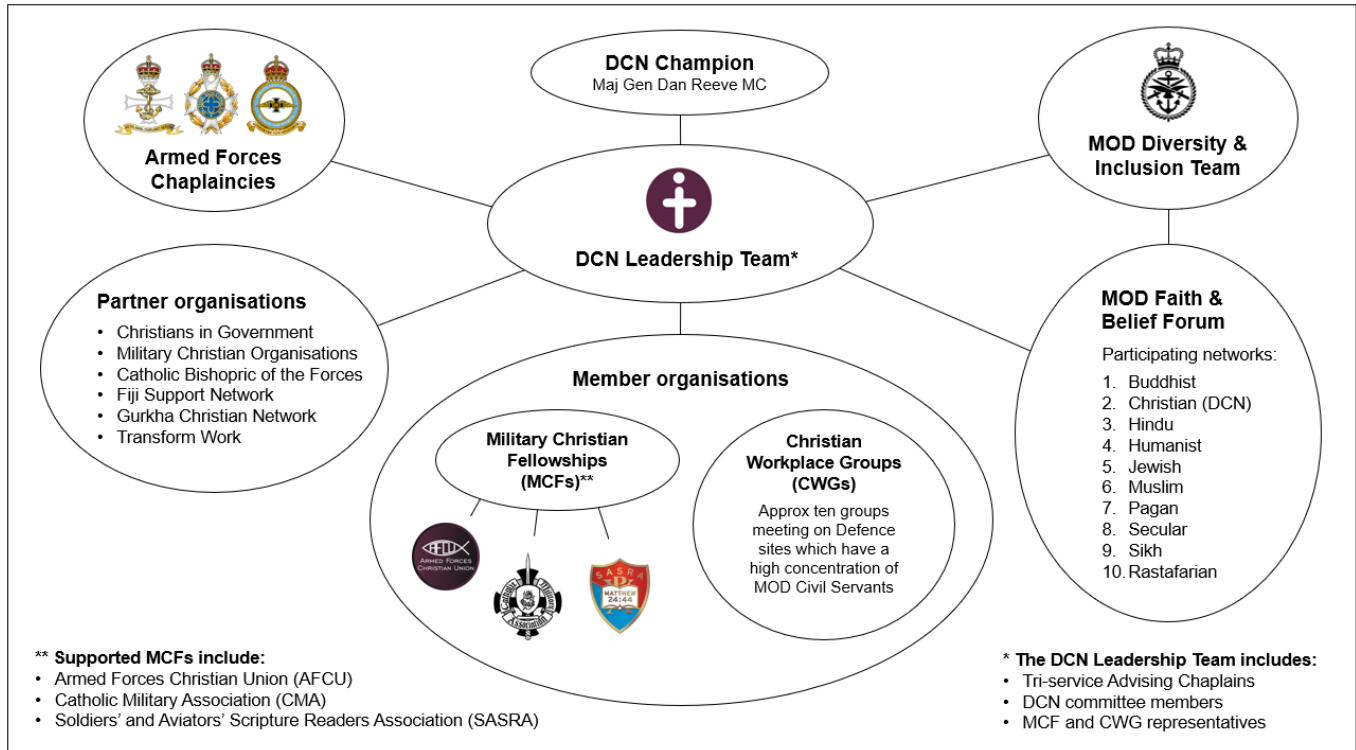 Armed Forces
Chaplaincies
DCN Champion
Maj Gen Dan Reeve MC
MOD Diversity &
Inclusion Team
DCN Leadership Team*
Partner organisations
• Christians in Government
• Military Christian Organisations
• Catholic Bishopric of the Forces
• Fiji Support Network
• Gurkha Christian Network
• Transform Work
Member organisations
Military Christian
Fellowships
(MCFs)**
AFCU
ARMED FORCES
CHRISTIAN UNION
Catholic Military
Association
SASRA
MATTHEW
24:44
Christian
Workplace Groups
(CWGs)
Approx ten groups
meeting on Defence
sites which have a
high concentration of
MOD Civil Servants
MOD Faith &
Belief Forum
Participating networks:
1. Buddhist
2. Christian (DCN)
3. Hindu
4. Humanist
5. Jewish
6. Muslim
7. Pagan
8. Secular
9. Sikh
10. Rastafarian
** Supported MCFs include:
• Armed Forces Christian Union (AFCU)
• Catholic Military Association (CMA)
• Soldiers' and Aviators' Scripture Readers Association (SASRA)
* The DCN Leadership Team includes:
• Tri-service Advising Chaplains
• DCN committee members
• MCF and CWG representatives